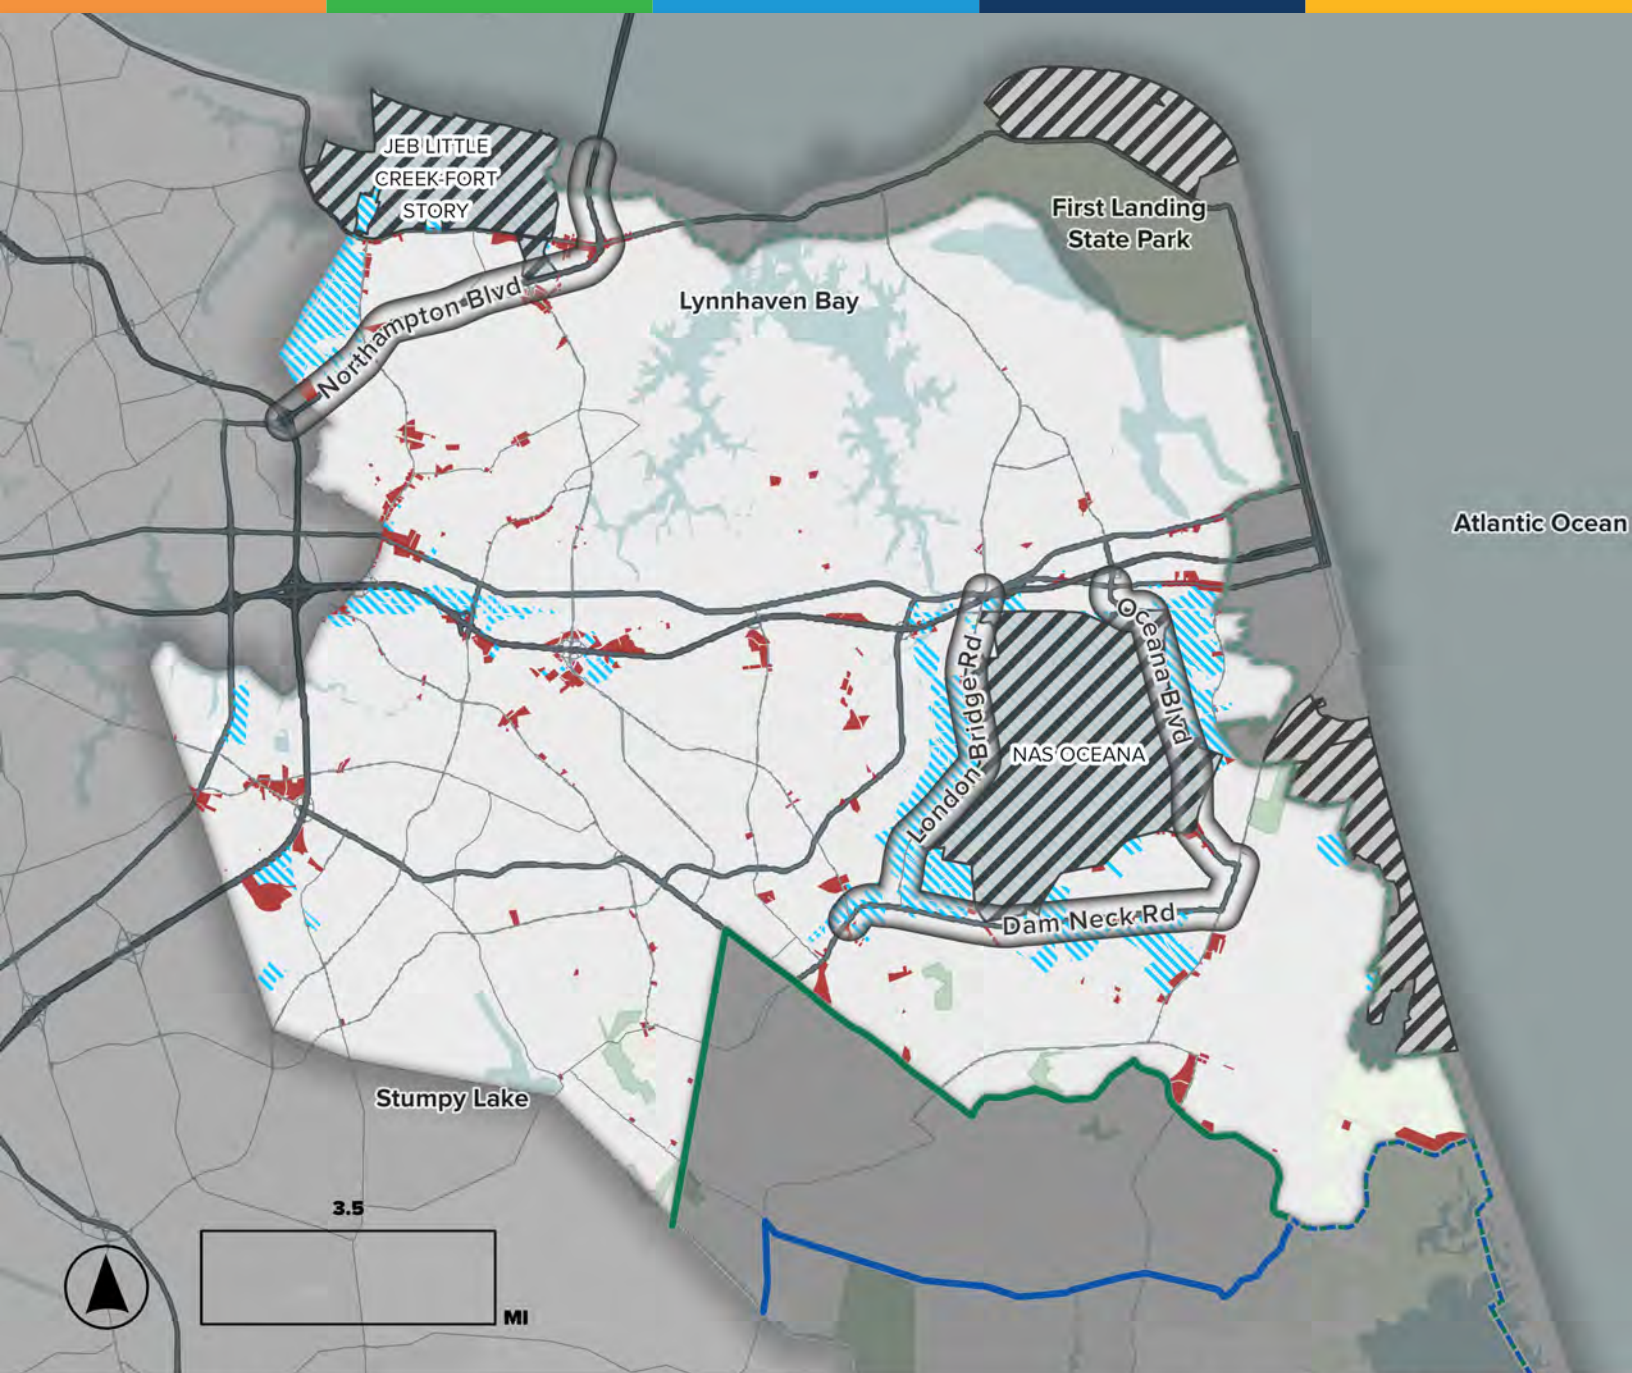 JEB LITTLE
CREEK-FORT
STORY
First Landing
State Park
Lynnhaven Bay
Northampton Blvd
Atlantic Ocean
Oceana Blvd
London Bridge Rd
NAS OCEANA
Dam Neck Rd
Stumpy Lake
3.5
MI